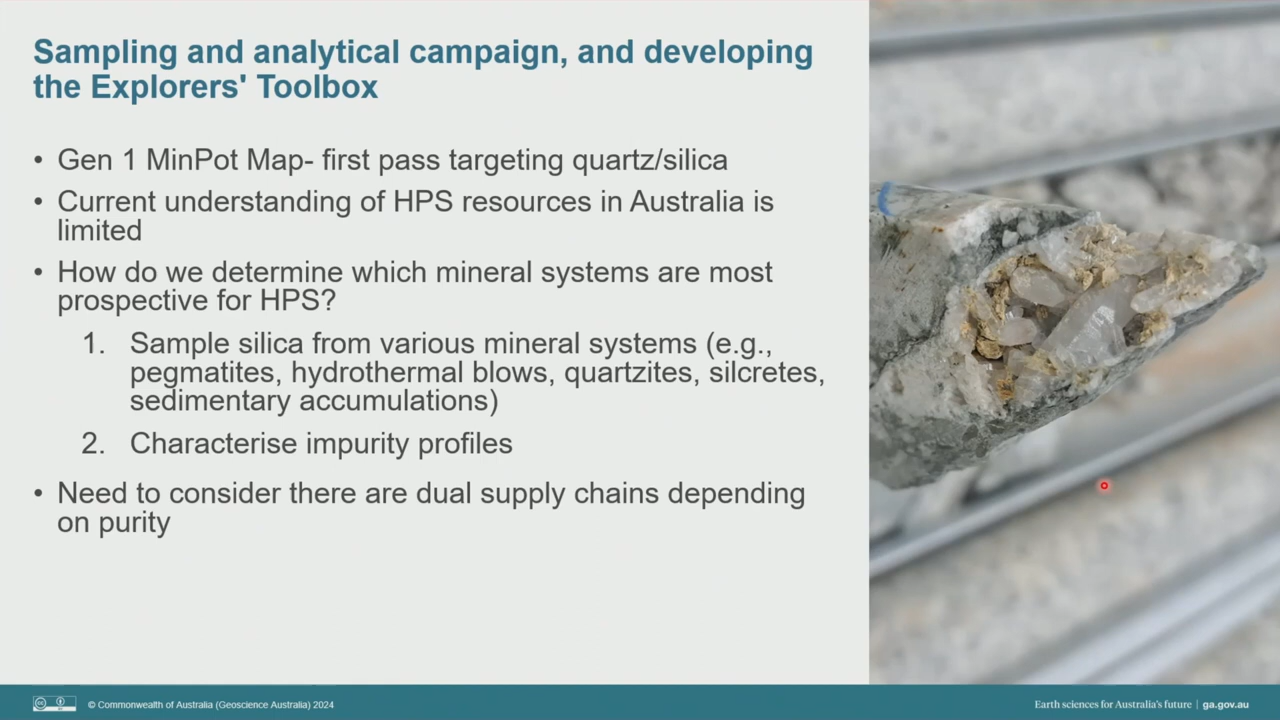 Sampling and analytical campaign, and developing
the Explorers' Toolbox
• Gen 1 MinPot Map- first pass targeting quartz/silica
• Current understanding of HPS resources in Australia is
limited
• How do we determine which mineral systems are most
prospective for HPS?
1. Sample silica from various mineral systems (e.g.,
pegmatites, hydrothermal blows, quartzites, silcretes,
sedimentary accumulations)
2. Characterise impurity profiles
• Need to consider there are dual supply chains depending
on purity
© Commonwealth of Australia (Geoscience Australia) 2024
Earth sciences for Australia's future | ga.gov.au